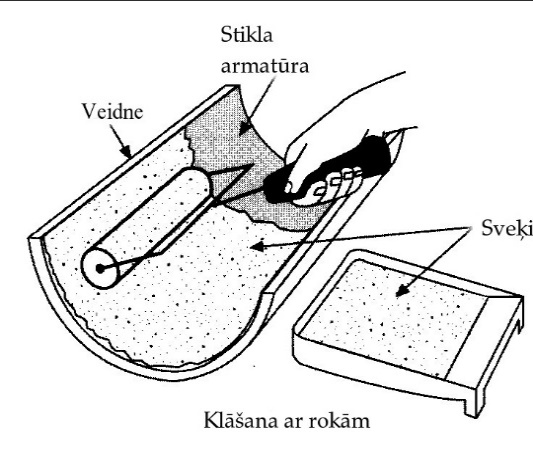 Stikla
armatūra
Veidne
Sveķi
Klāšana ar rokām